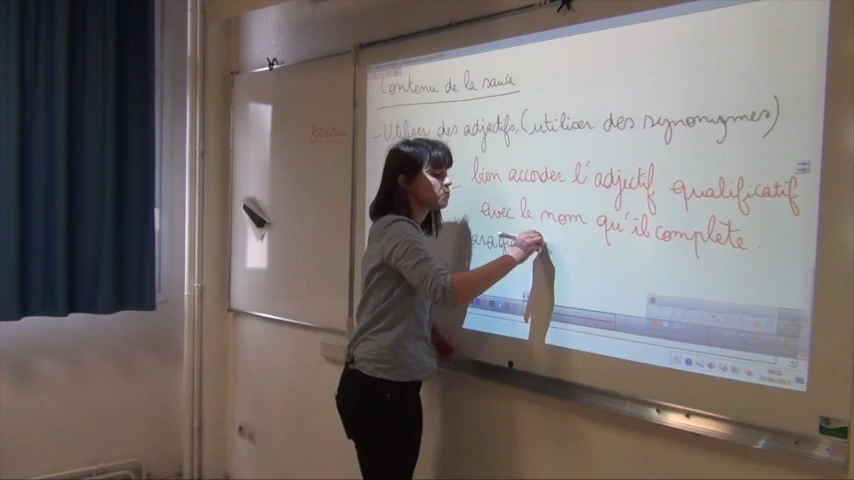 Contenu de la sauce
- Utiliser des adjectifs, (utiliser des synonymes)
- bien accorder l'adjectif qualificatif
avec le nom qu'il complète.